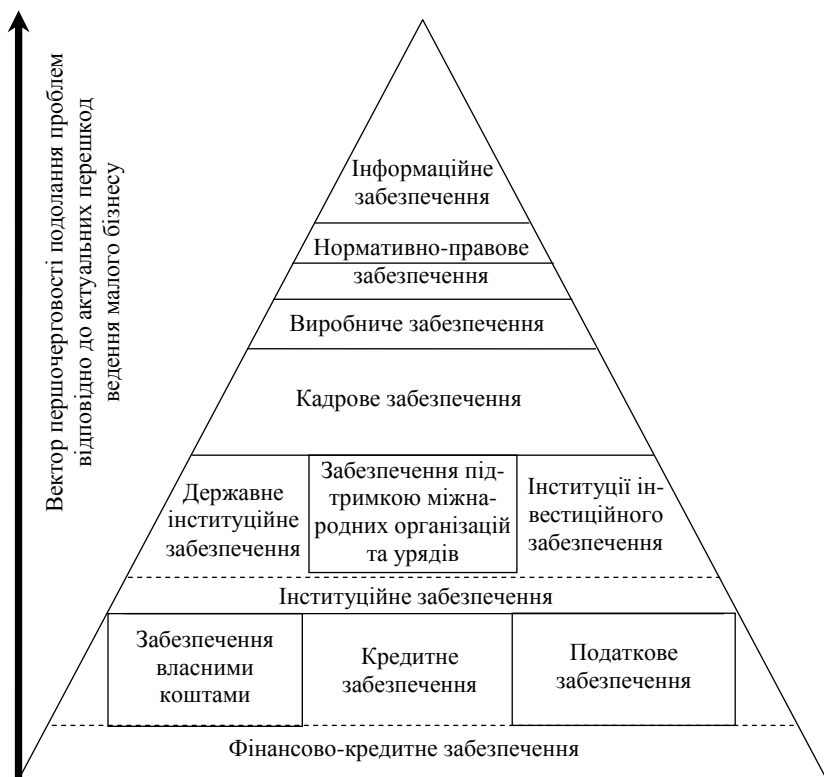 Вектор першочерговості подолання проблем
відповідно до актуальних перешкод
ведення малого бізнесу
Інформаційне
забезпечення
Нормативно-правове
забезпечення
Виробниче забезпечення
Кадрове забезпечення
Державне
інституційне
забезпечення
Забезпечення під-
тримкою міжна-
родних організацій
та урядів
Інституції ін-
вестиційного
забезпечення
Інституційне забезпечення
Забезпечення
власними
коштами
Кредитне
забезпечення
Податкове
забезпечення
Фінансово-кредитне забезпечення